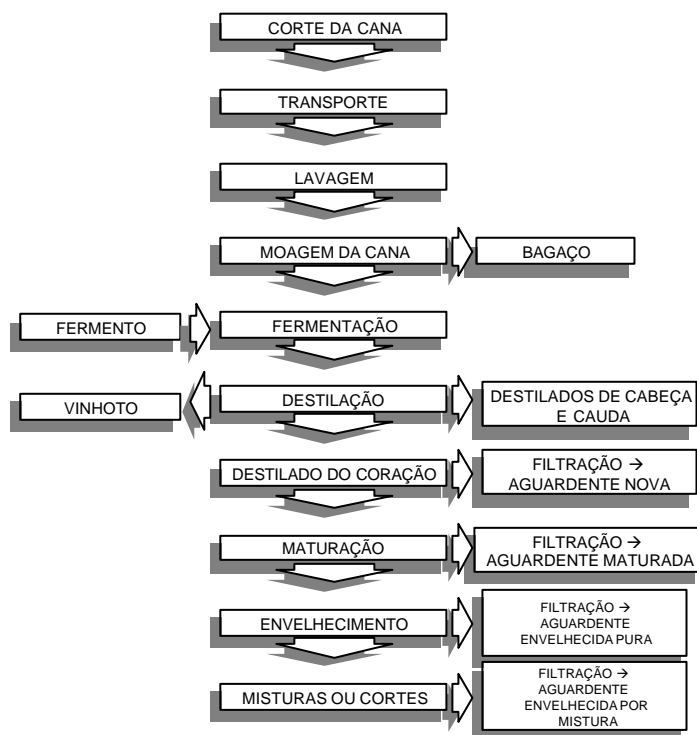 CORTE DA CANA
TRANSPORTE
LAVAGEM
MOAGEM DA CANA
BAGAÇO
FERMENTO
FERMENTAÇÃO
VINHOTO
DESTILAÇÃO
DESTILADOS DE CABEÇA
E CAUDA
DESTILADO DO CORAÇÃO
FILTRAÇÃO →
AGUARDENTE NOVA
MATURAÇÃO
FILTRAÇÃO →
AGUARDENTE MATURADA
ENVELHECIMENTO
FILTRAÇÃO →
AGUARDENTE
ENVELHECIDA PURA
MISTURAS OU CORTES
FILTRAÇÃO →
AGUARDENTE
ENVELHECIDA POR
MISTURA